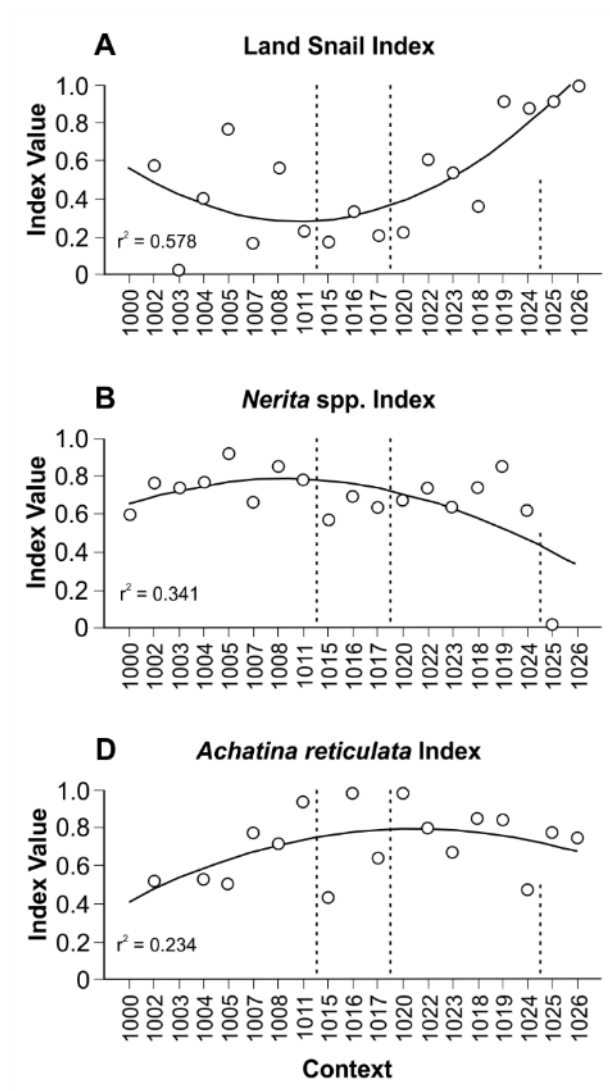 A Land Snail Index
1.0
0.8
0.6
0.4
0.2
0
Index Value
r² = 0.578
1000 1002 1003 1004 1005 1007 1008 1011 1015 1016 1017 1020 1022 1023 1018 1019 1024 1025 1026
B Nerita spp. Index
1.0
0.8
0.6
0.4
0.2
0
Index Value
r² = 0.341
1000 1002 1003 1004 1005 1007 1008 1011 1015 1016 1017 1020 1022 1023 1018 1019 1024 1025 1026
D Achatina reticulata Index
1.0
0.8
0.6
0.4
0.2
0
Index Value
r² = 0.234
1000 1002 1003 1004 1005 1007 1008 1011 1015 1016 1017 1020 1022 1023 1018 1019 1024 1025 1026
Context